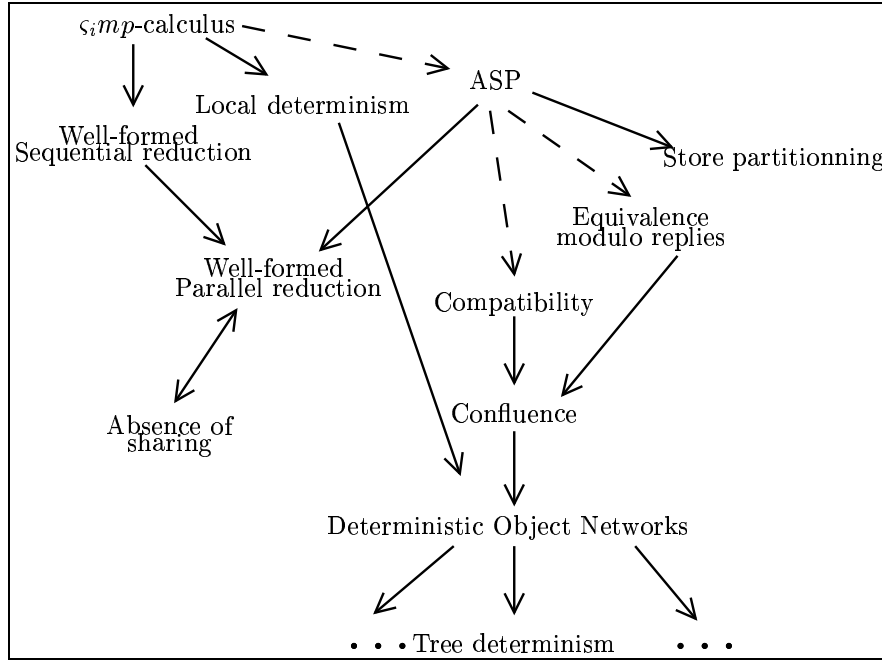 ςᵢmp-calculus
ASP
Local determinism
Well-formed
Sequential reduction
Store partitionning
Equivalence
modulo replies
Well-formed
Parallel reduction
Compatibility
Confluence
Absence of
sharing
Deterministic Object Networks
• • • Tree determinism • • •